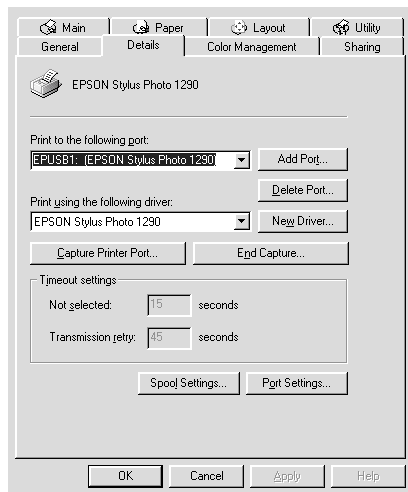 Main Paper Layout Utility
General Details Color Management Sharing
EPSON Stylus Photo 1290
Print to the following port:
EPUSB1: (EPSON Stylus Photo 1290) Add Port...
Delete Port...
Print using the following driver:
EPSON Stylus Photo 1290 New Driver...
Capture Printer Port... End Capture...
Timeout settings
Not selected: 15 seconds
Transmission retry: 45 seconds
Spool Settings... Port Settings...
OK Cancel Apply Help